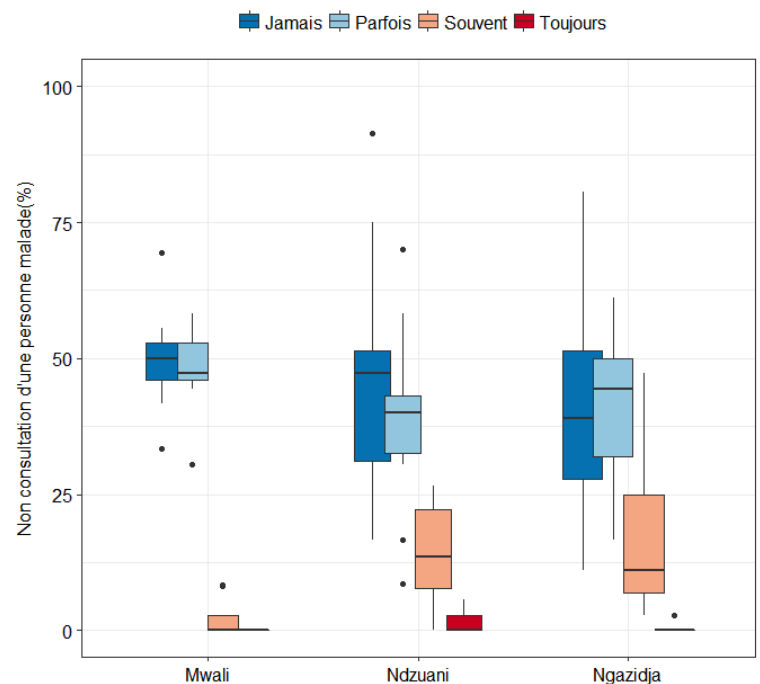 Jamais Parfois Souvent Toujours
Non consultation d'une personne malade(%)
100
75
50
25
0
Mwali Ndzuani Ngazidja